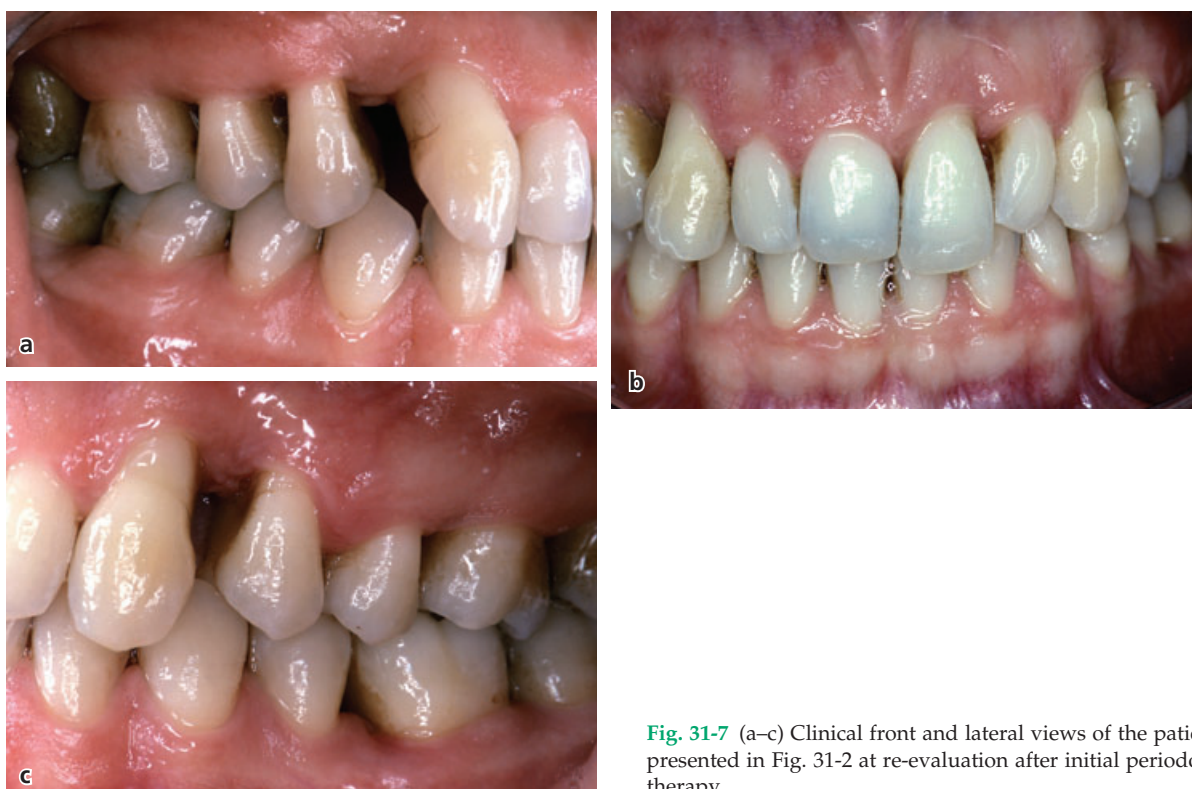 a
b
c
Fig. 31-7 (a–c) Clinical front and lateral views of the
presented in Fig. 31-2 at re-evaluation after initial
therapy